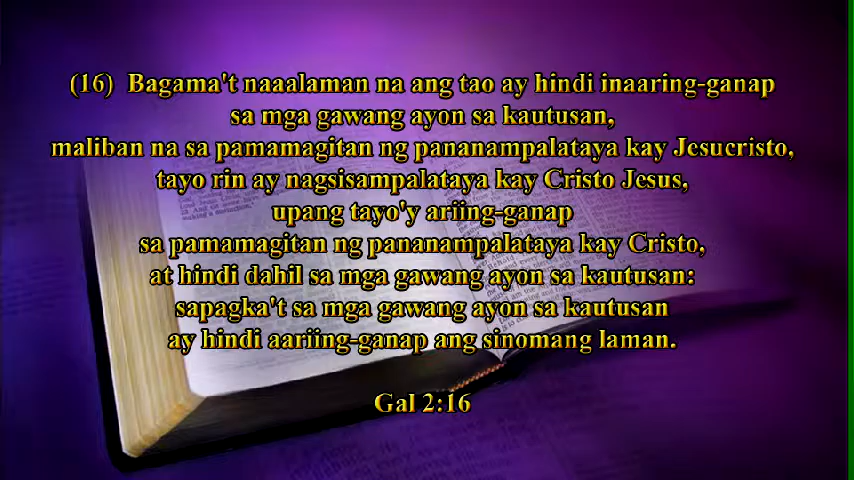 (16) Bagama't naaalaman na ang tao ay hindi inaaring-ganap
sa mga gawang ayon sa kautusan,
maliban na sa pamamagitan ng pananampalataya kay Jesucristo,
tayo rin ay nagsisampalataya kay Cristo Jesus,
upang tayo'y ariing-ganap
sa pamamagitan ng pananampalataya kay Cristo,
at hindi dahil sa mga gawang ayon sa kautusan:
sapagka't sa mga gawang ayon sa kautusan
ay hindi aariing-ganap ang sinomang laman.
Gal 2:16